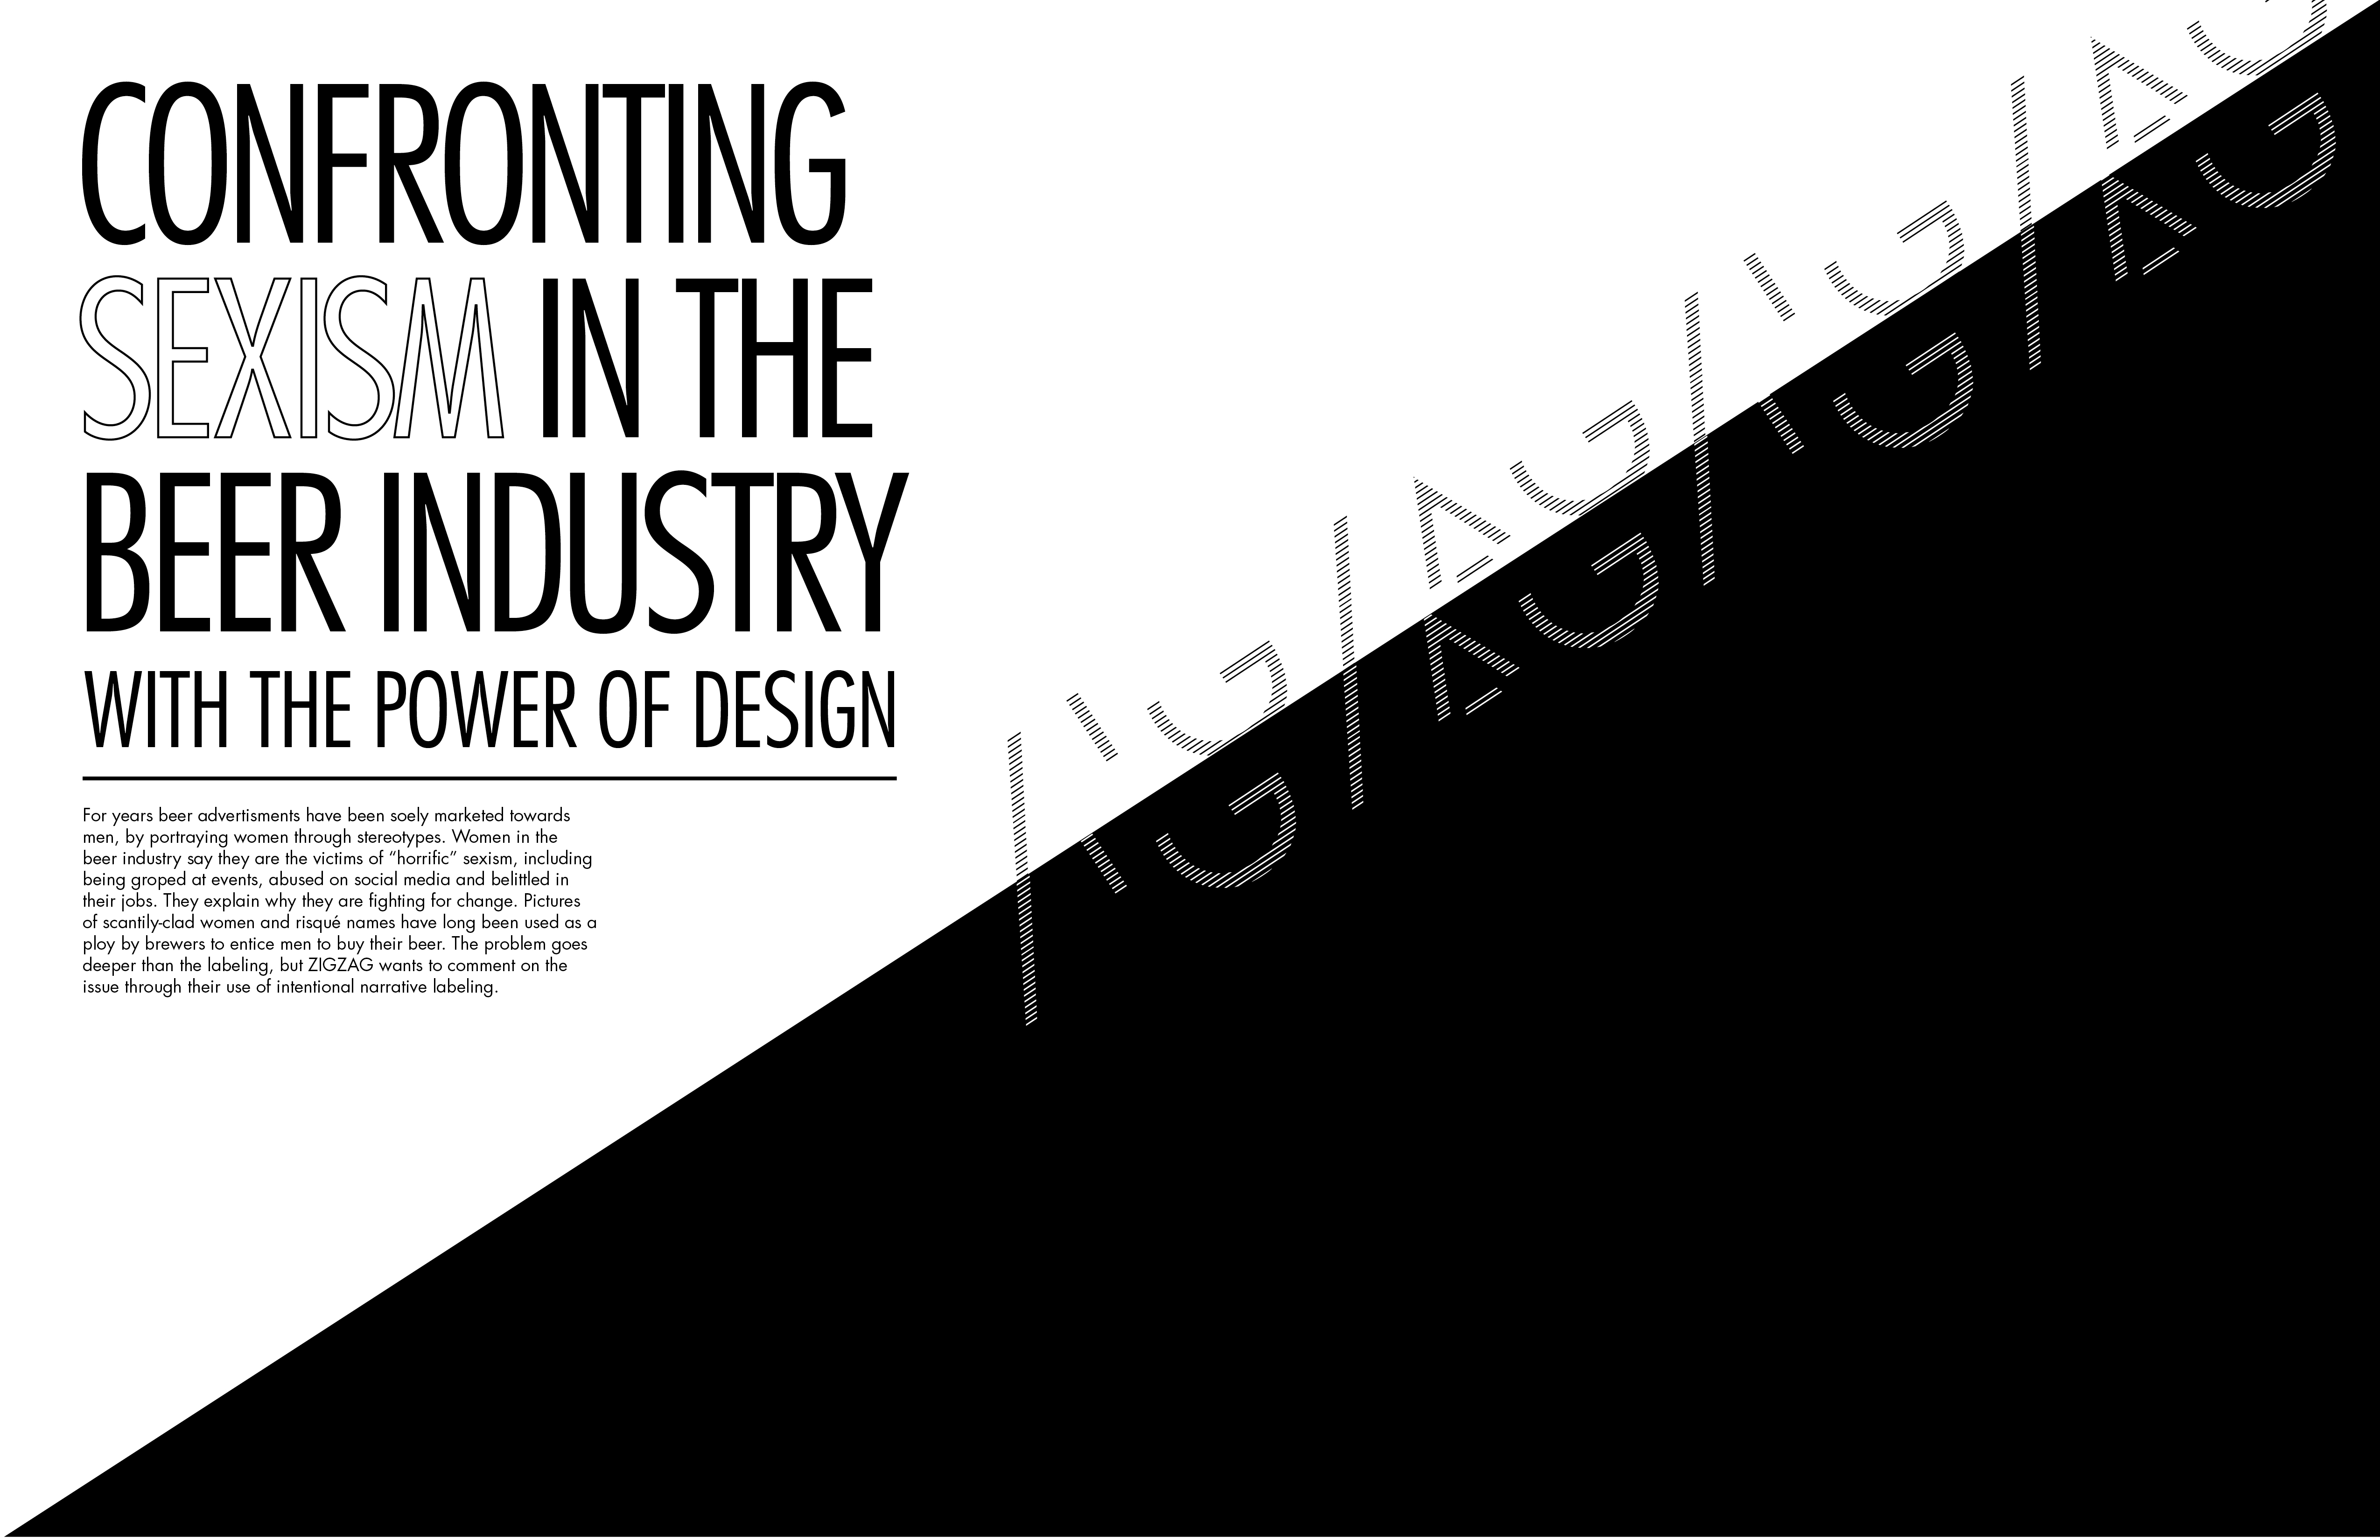 CONFRONTING
SEXISM IN THE
BEER INDUSTRY
WITH THE POWER OF DESIGN
For years beer advertisments have been soely marketed towards
men, by portraying women through stereotypes. Women in the
beer industry say they are the victims of “horrific” sexism, including
being groped at events, abused on social media and belittled in
their jobs. They explain why they are fighting for change. Pictures
of scantily-clad women and risqué names have long been used as a
ploy by brewers to entice men to buy their beer. The problem goes
deeper than the labeling, but ZIGZAG wants to comment on the
issue through their use of intentional narrative labeling.